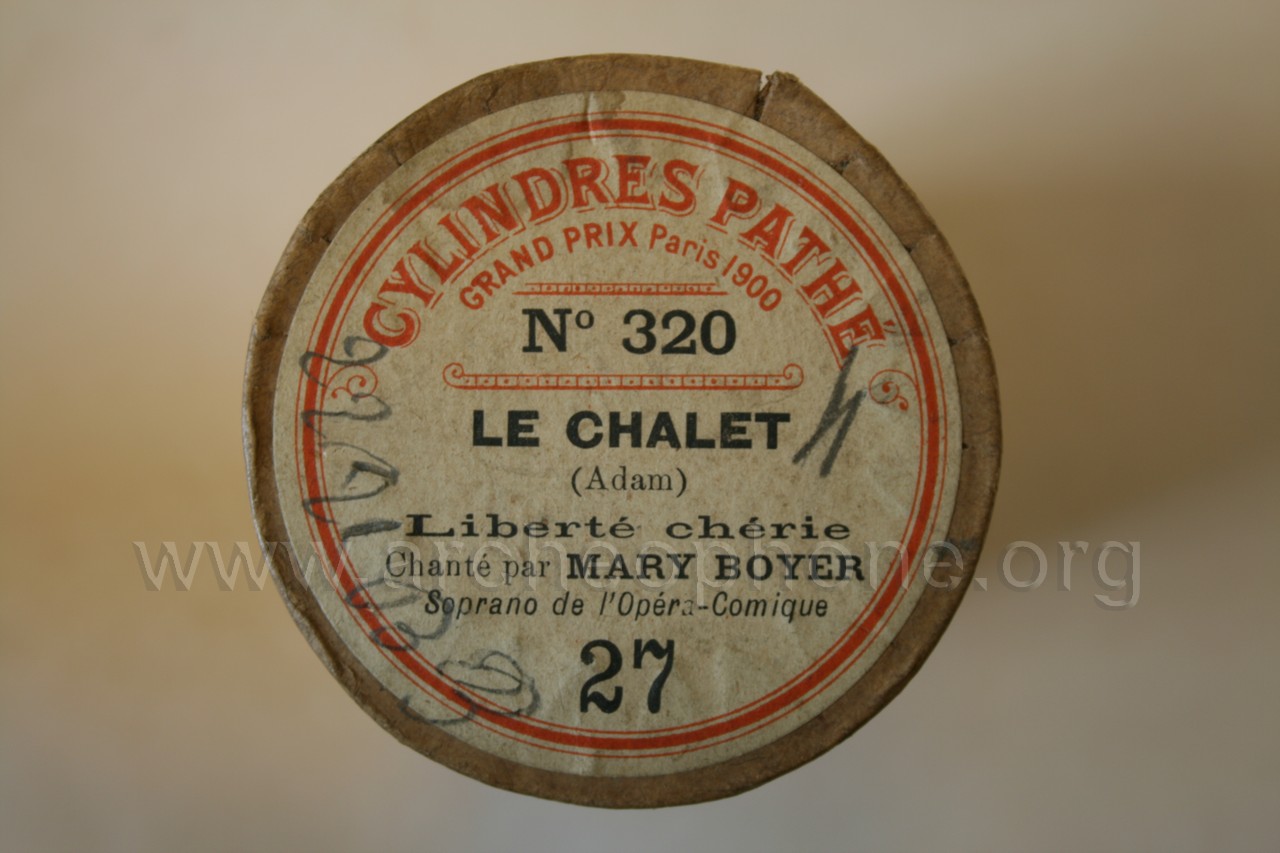 CYLINDRES PATHÉ
GRAND PRIX Paris 1900
Nº 320
LE CHALET
(Adam)
Liberté chérie
Chanté par MARY BOYER
Soprano de l'Opéra-Comique
27
www.archeophone.org